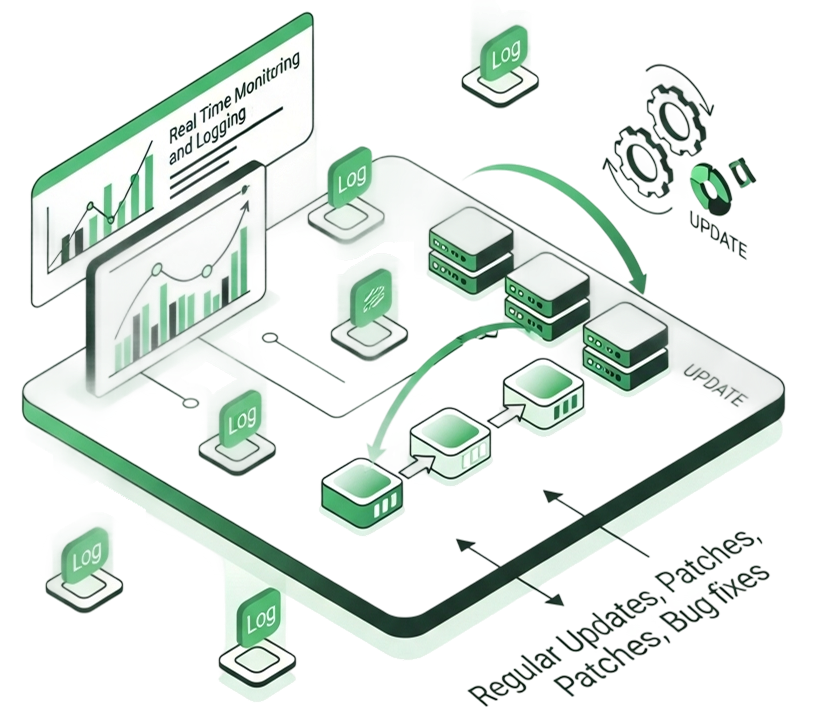 Real Time Monitoring
and Logging
Log
Log
Log
Log
Log
UPDATE
UPDATE
Regular Updates, Patches,
Patches, Bug fixes